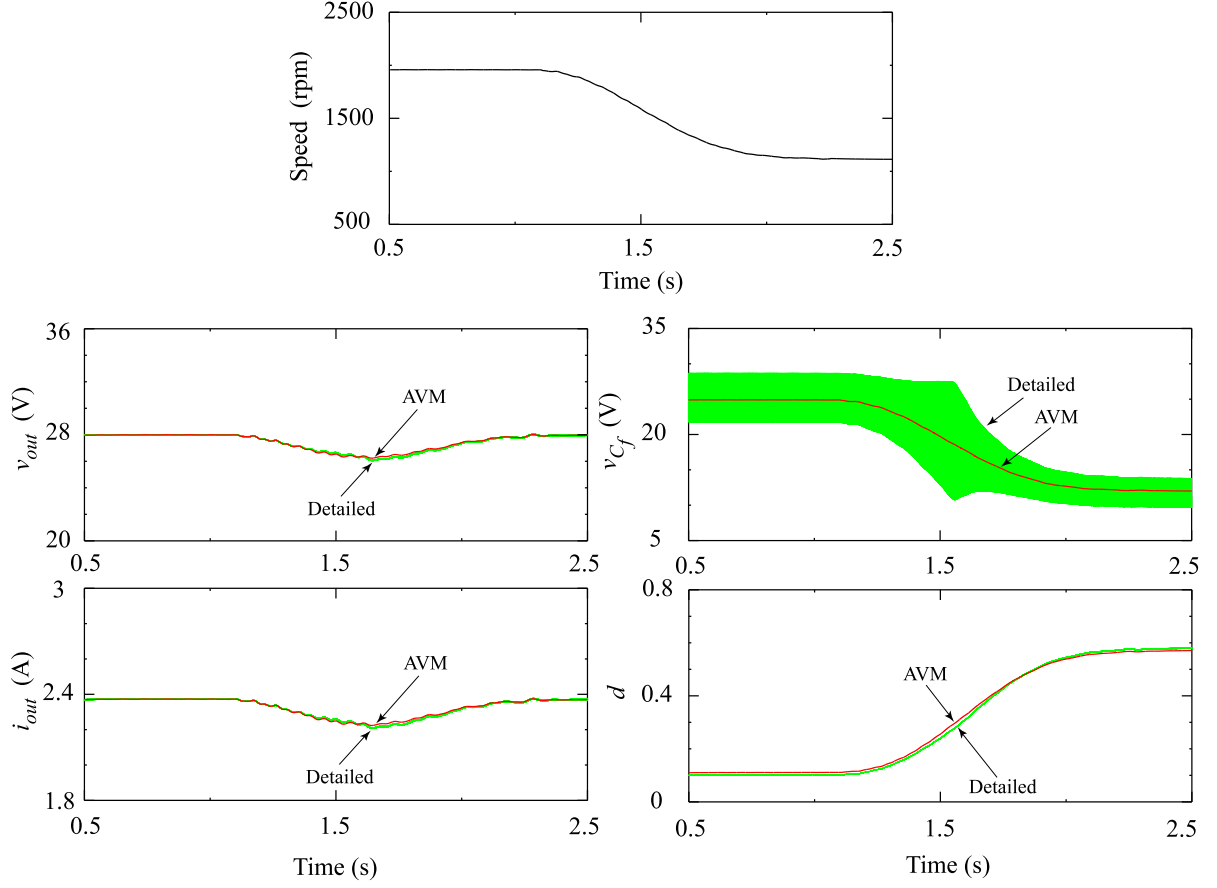 2500
1500
500
Speed (rpm)
0.5 1.5 2.5
Time (s)
36
28
20
v_out (V)
AVM
Detailed
0.5 1.5 2.5
35
20
5
v_C_f (V)
Detailed
AVM
0.5 1.5 2.5
3
2.4
1.8
i_out (A)
AVM
Detailed
0.5 1.5 2.5
Time (s)
0.8
0.4
0
d
AVM
Detailed
0.5 1.5 2.5
Time (s)